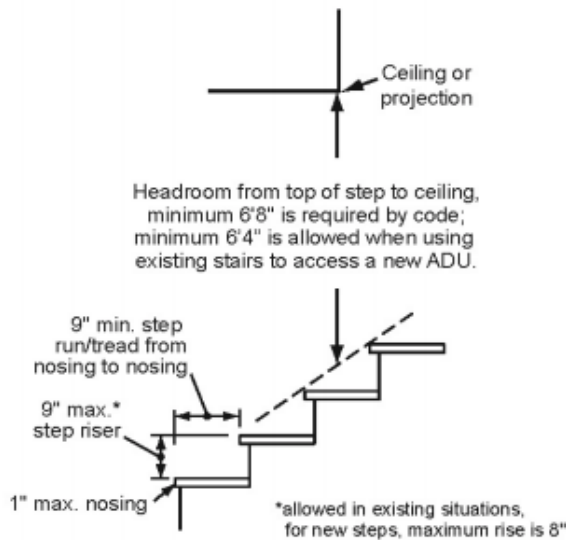 Ceiling or
projection
Headroom from top of step to ceiling,
minimum 6'8" is required by code;
minimum 6'4" is allowed when using
existing stairs to access a new ADU.
9" min. step
run/tread from
nosing to nosing
9" max.*
step riser
1" max. nosing
*allowed in existing situations,
for new steps, maximum rise is 8"